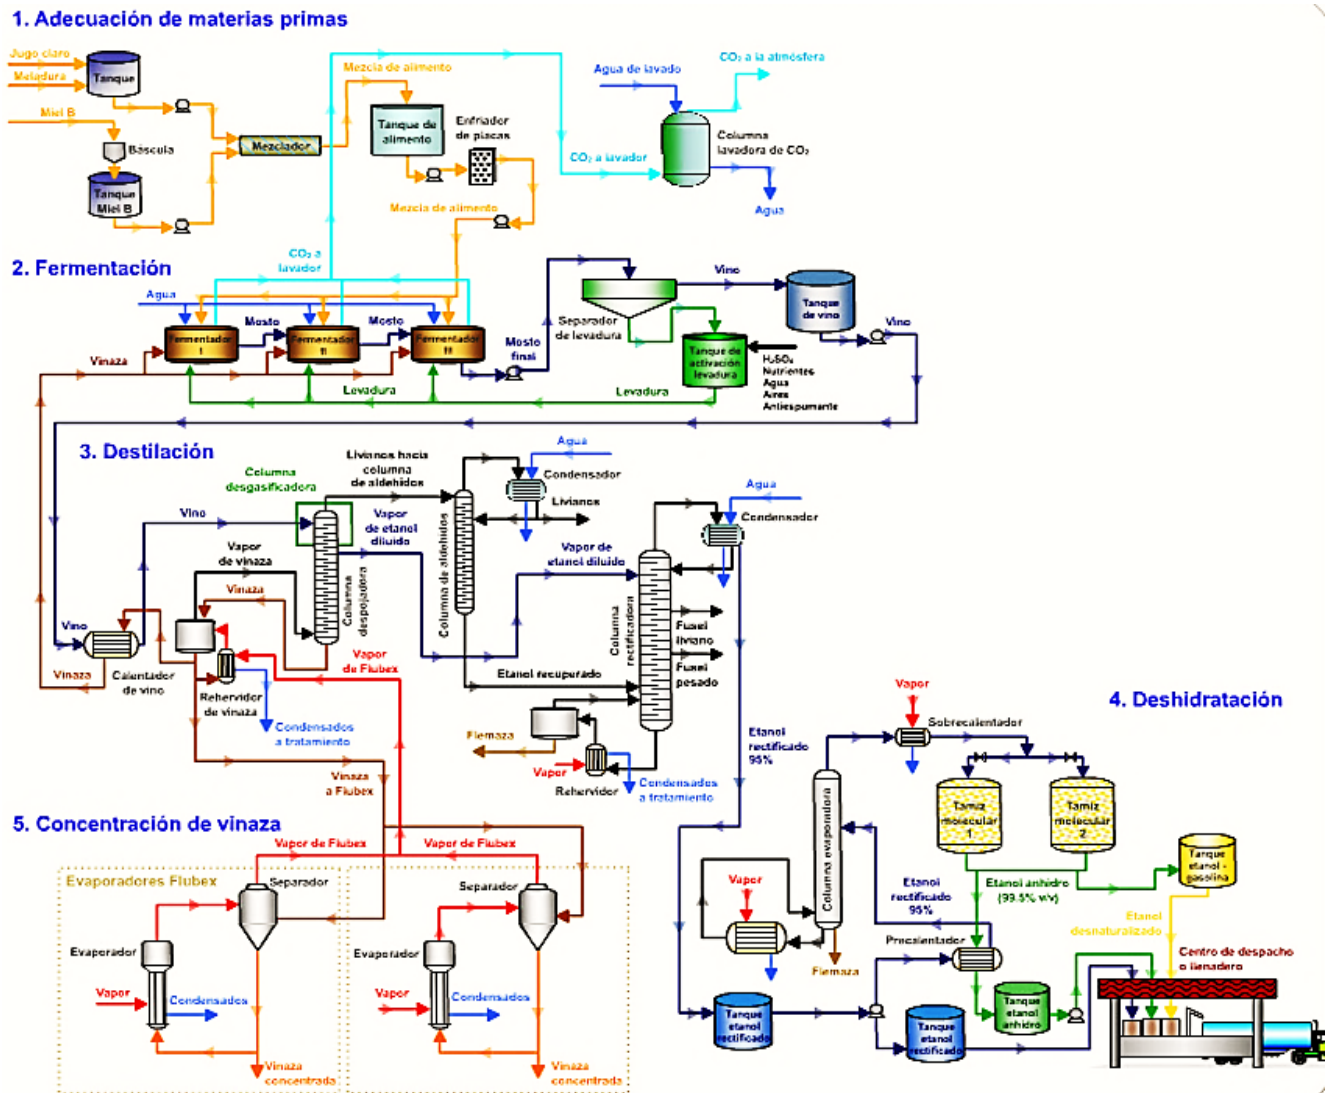 1. Adecuación de materias primas
Jugo claro
Meladura
Tanque
Miel B
Báscula
Tanque
Miel B
Mezclador
Mezcla de alimento
Tanque de
alimento
Enfriador
de placas
Mezcla de alimento
Agua de lavado
CO₂ a la atmósfera
Columna
lavadora de CO₂
CO₂ a lavador
Agua
2. Fermentación
CO₂ a
lavador
Agua
Mosto
Mosto
Fermentador
I
Fermentador
II
Fermentador
III
Vinaza
Levadura
Mosto
final
Separador
de levadura
Vino
Tanque
de vino
Vino
Tanque de
activación
levadura
Levadura
H₂SO₄
Nutrientes
Agua
Aires
Antiespumante
3. Destilación
Columna
desgasificadora
Livianos hacia
columna
de aldehidos
Agua
Condensador
Livianos
Vino
Vapor
de etanol
diluido
Vapor
de vinaza
Vinaza
Columna
despojadora
Columna de aldehidos
Vapor de
etanol diluido
Agua
Condensador
Columna
rectificadora
Fusel
liviano
Fusel
pesado
Vino
Vinaza
Calentador
de vino
Rehervidor
de vinaza
Vapor
de Flubex
Condensados
a tratamiento
Etanol recuperado
Flemaza
Vapor
Rehervidor
Condensados
a tratamiento
Etanol
rectificado
95%
Vinaza
a Flubex
4. Deshidratación
Vapor
Sobrecalentador
Columna evaporadora
Tamiz
molecular
1
Tamiz
molecular
2
Tanque
etanol -
gasolina
Vapor
Etanol
rectificado
95%
Etanol anhidro
(99.5% v/v)
Etanol
desnaturalizado
Precalentador
Flemaza
Centro de despacho
o llenadero
Tanque
etanol
rectificado
Tanque
etanol
rectificado
Tanque
etanol
anhidro
5. Concentración de vinaza
Vapor de Flubex
Vapor de Flubex
Evaporadores Flubex
Separador
Separador
Evaporador
Evaporador
Vapor
Condensados
Vapor
Condensados
Vinaza
concentrada
Vinaza
concentrada